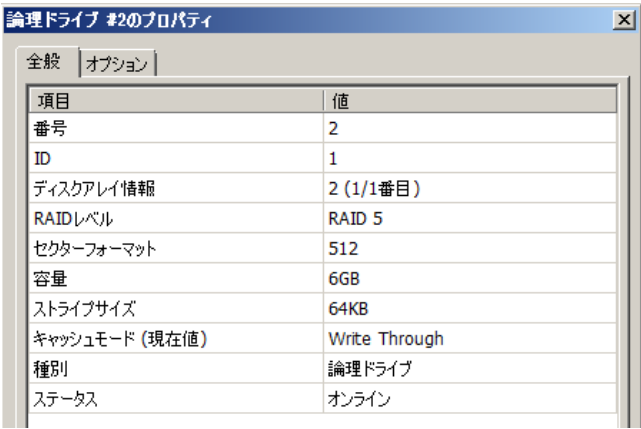 論理ドライブ #2のプロパティ
全般 オプション
項目 値
番号 2
ID 1
ディスクアレイ情報 2 (1/1番目)
RAIDレベル RAID 5
セクターフォーマット 512
容量 6GB
ストライプサイズ 64KB
キャッシュモード (現在値) Write Through
種別 論理ドライブ
ステータス オンライン